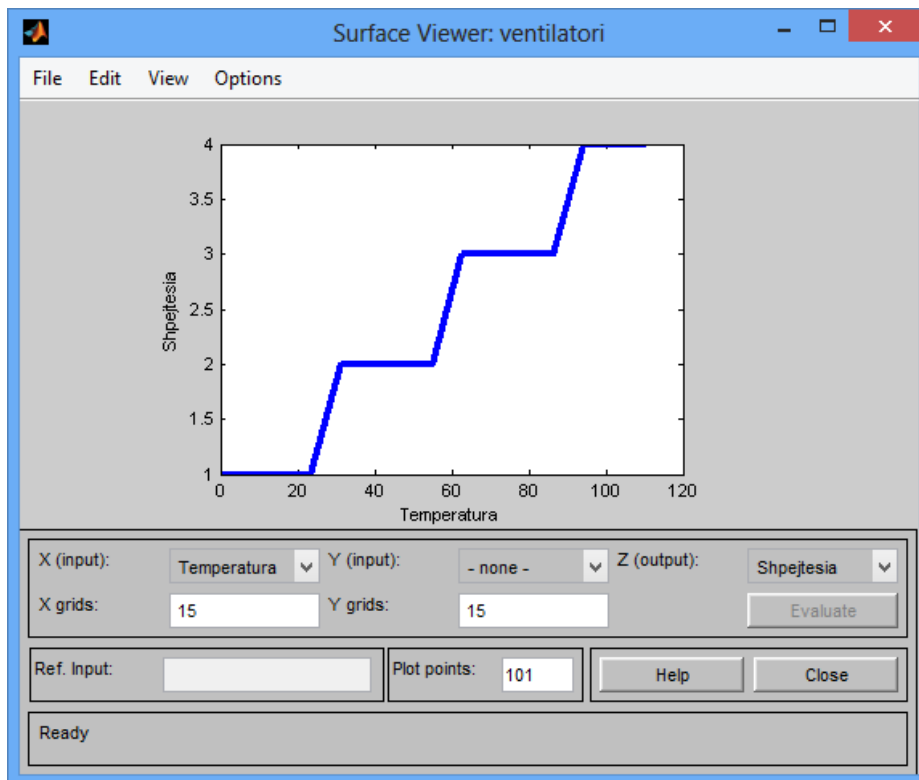 Surface Viewer: ventilatori
File Edit View Options
4
3.5
3
2.5
2
1.5
1
Shpejtesia
0 20 40 60 80 100 120
Temperatura
X (input): Temperatura Y (input): - none - Z (output): Shpejtesia
X grids: 15 Y grids: 15 Evaluate
Ref. Input: Plot points: 101 Help Close
Ready